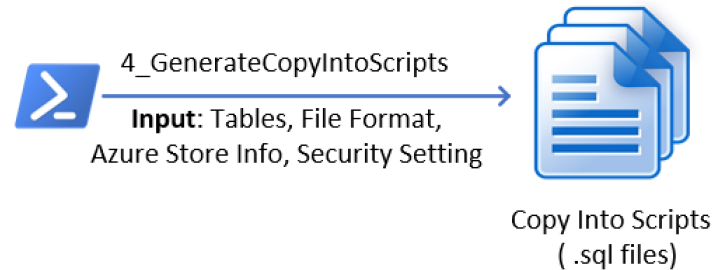 4_GenerateCopyIntoScripts
Input: Tables, File Format,
Azure Store Info, Security Setting
Copy Into Scripts
( .sql files)